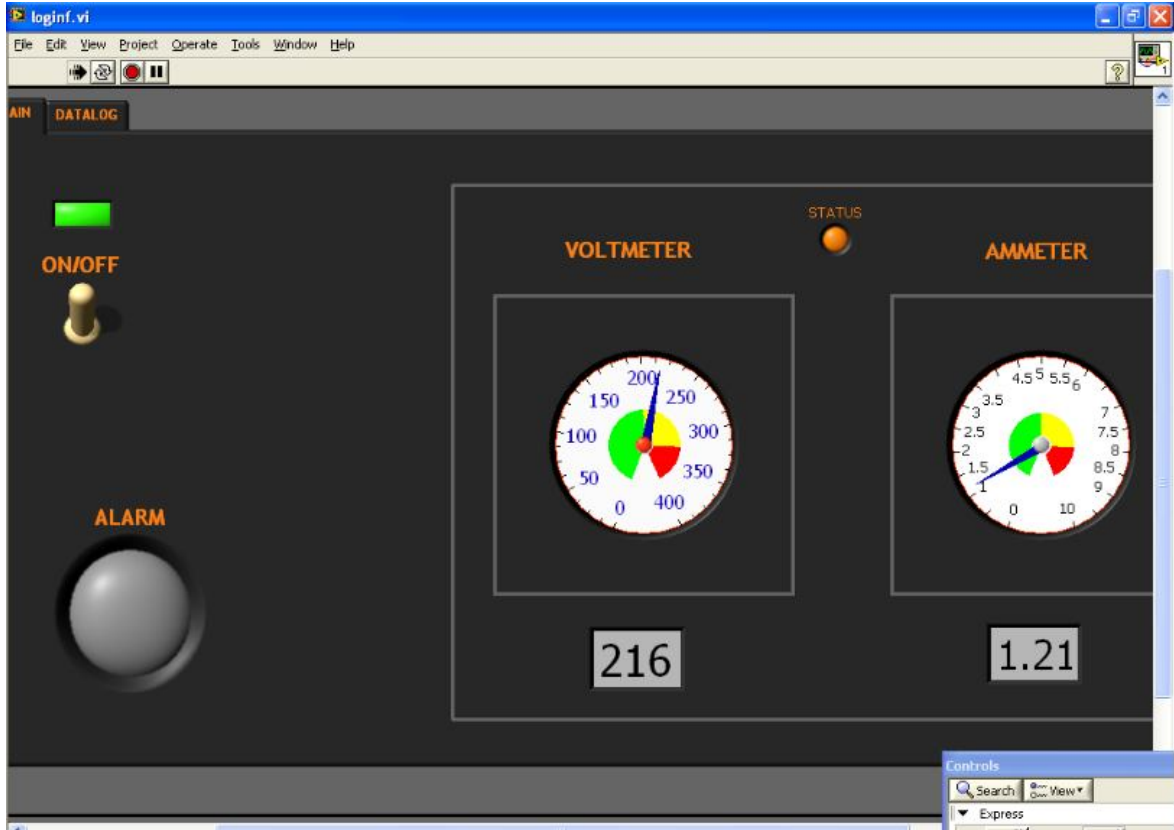 loginf.vi
File Edit View Project Operate Tools Window Help
1
AIN DATALOG
STATUS
VOLTMETER
AMMETER
ON/OFF
0 50 100 150 200 250 300 350 400
0 1 1.5 2 2.5 3 3.5 4.5 5 5.5 6 7 7.5 8 8.5 9 10
ALARM
216
1.21
Controls
Search View
Express